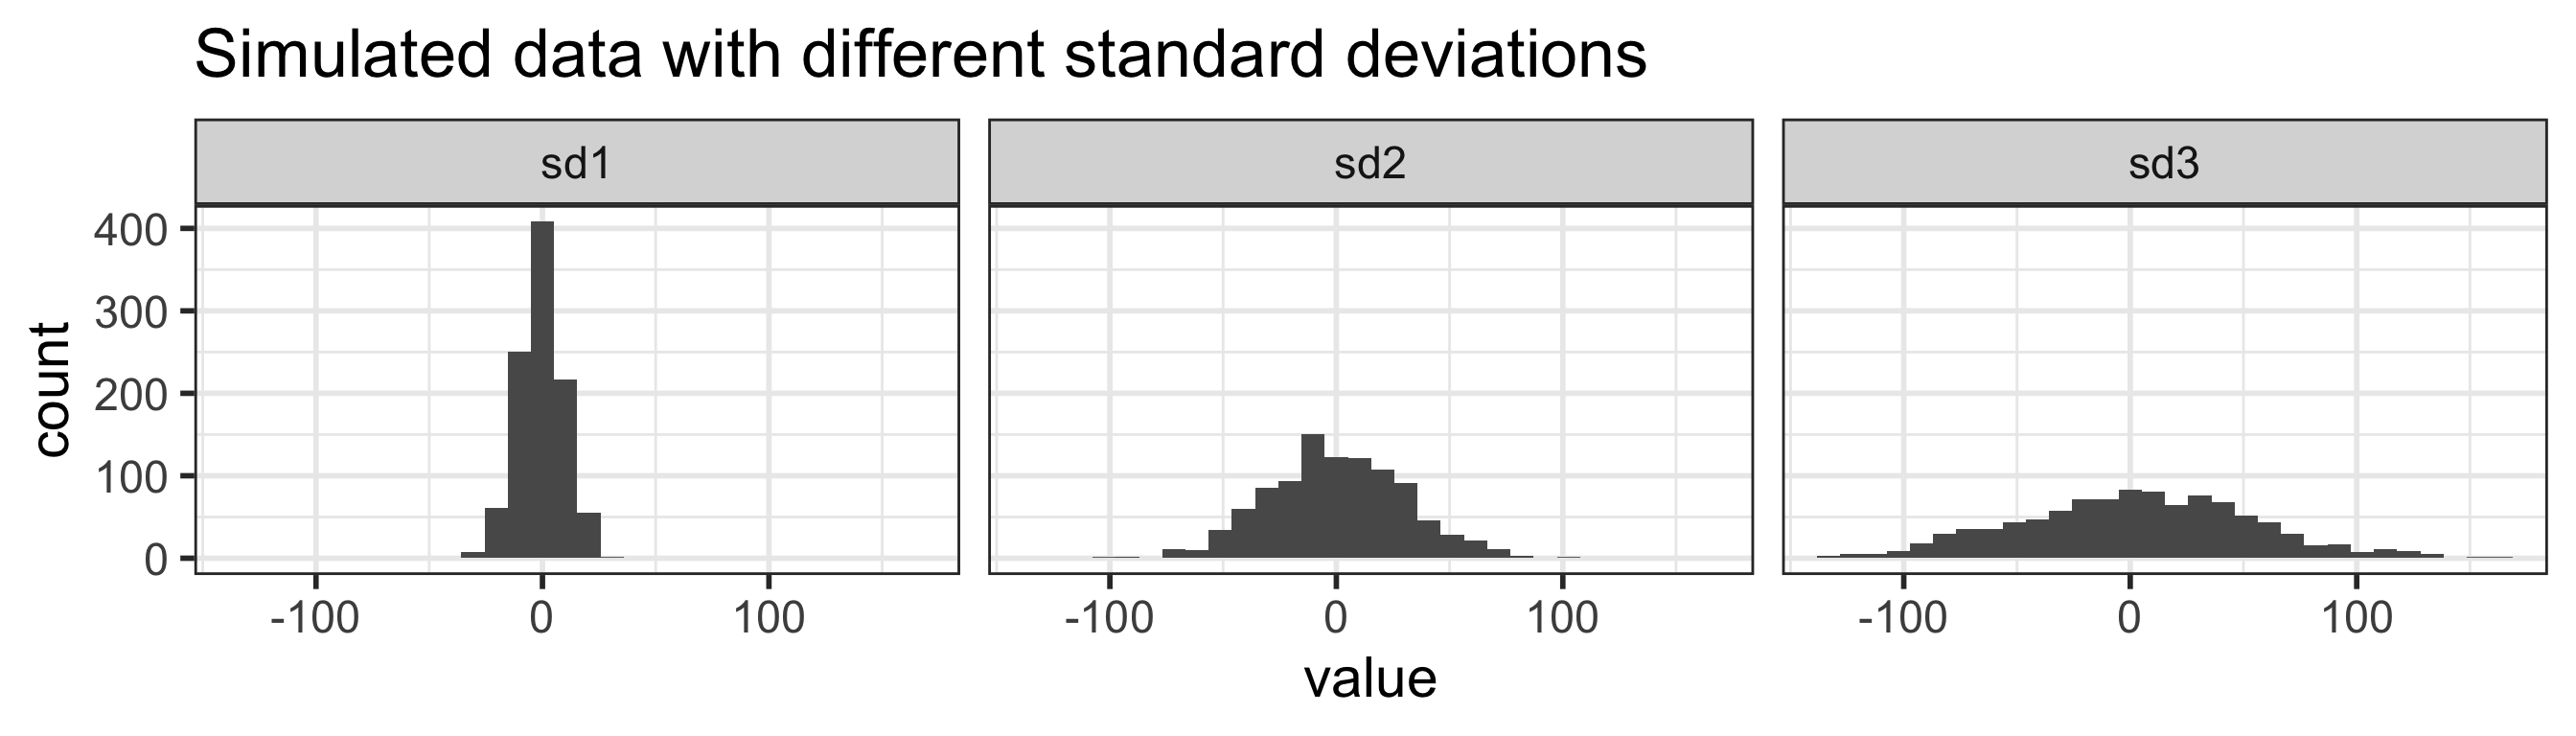 Simulated data with different standard deviations
sd1 sd2 sd3
400
300
200
100
0
count
-100 0 100 -100 0 100 -100 0 100
value